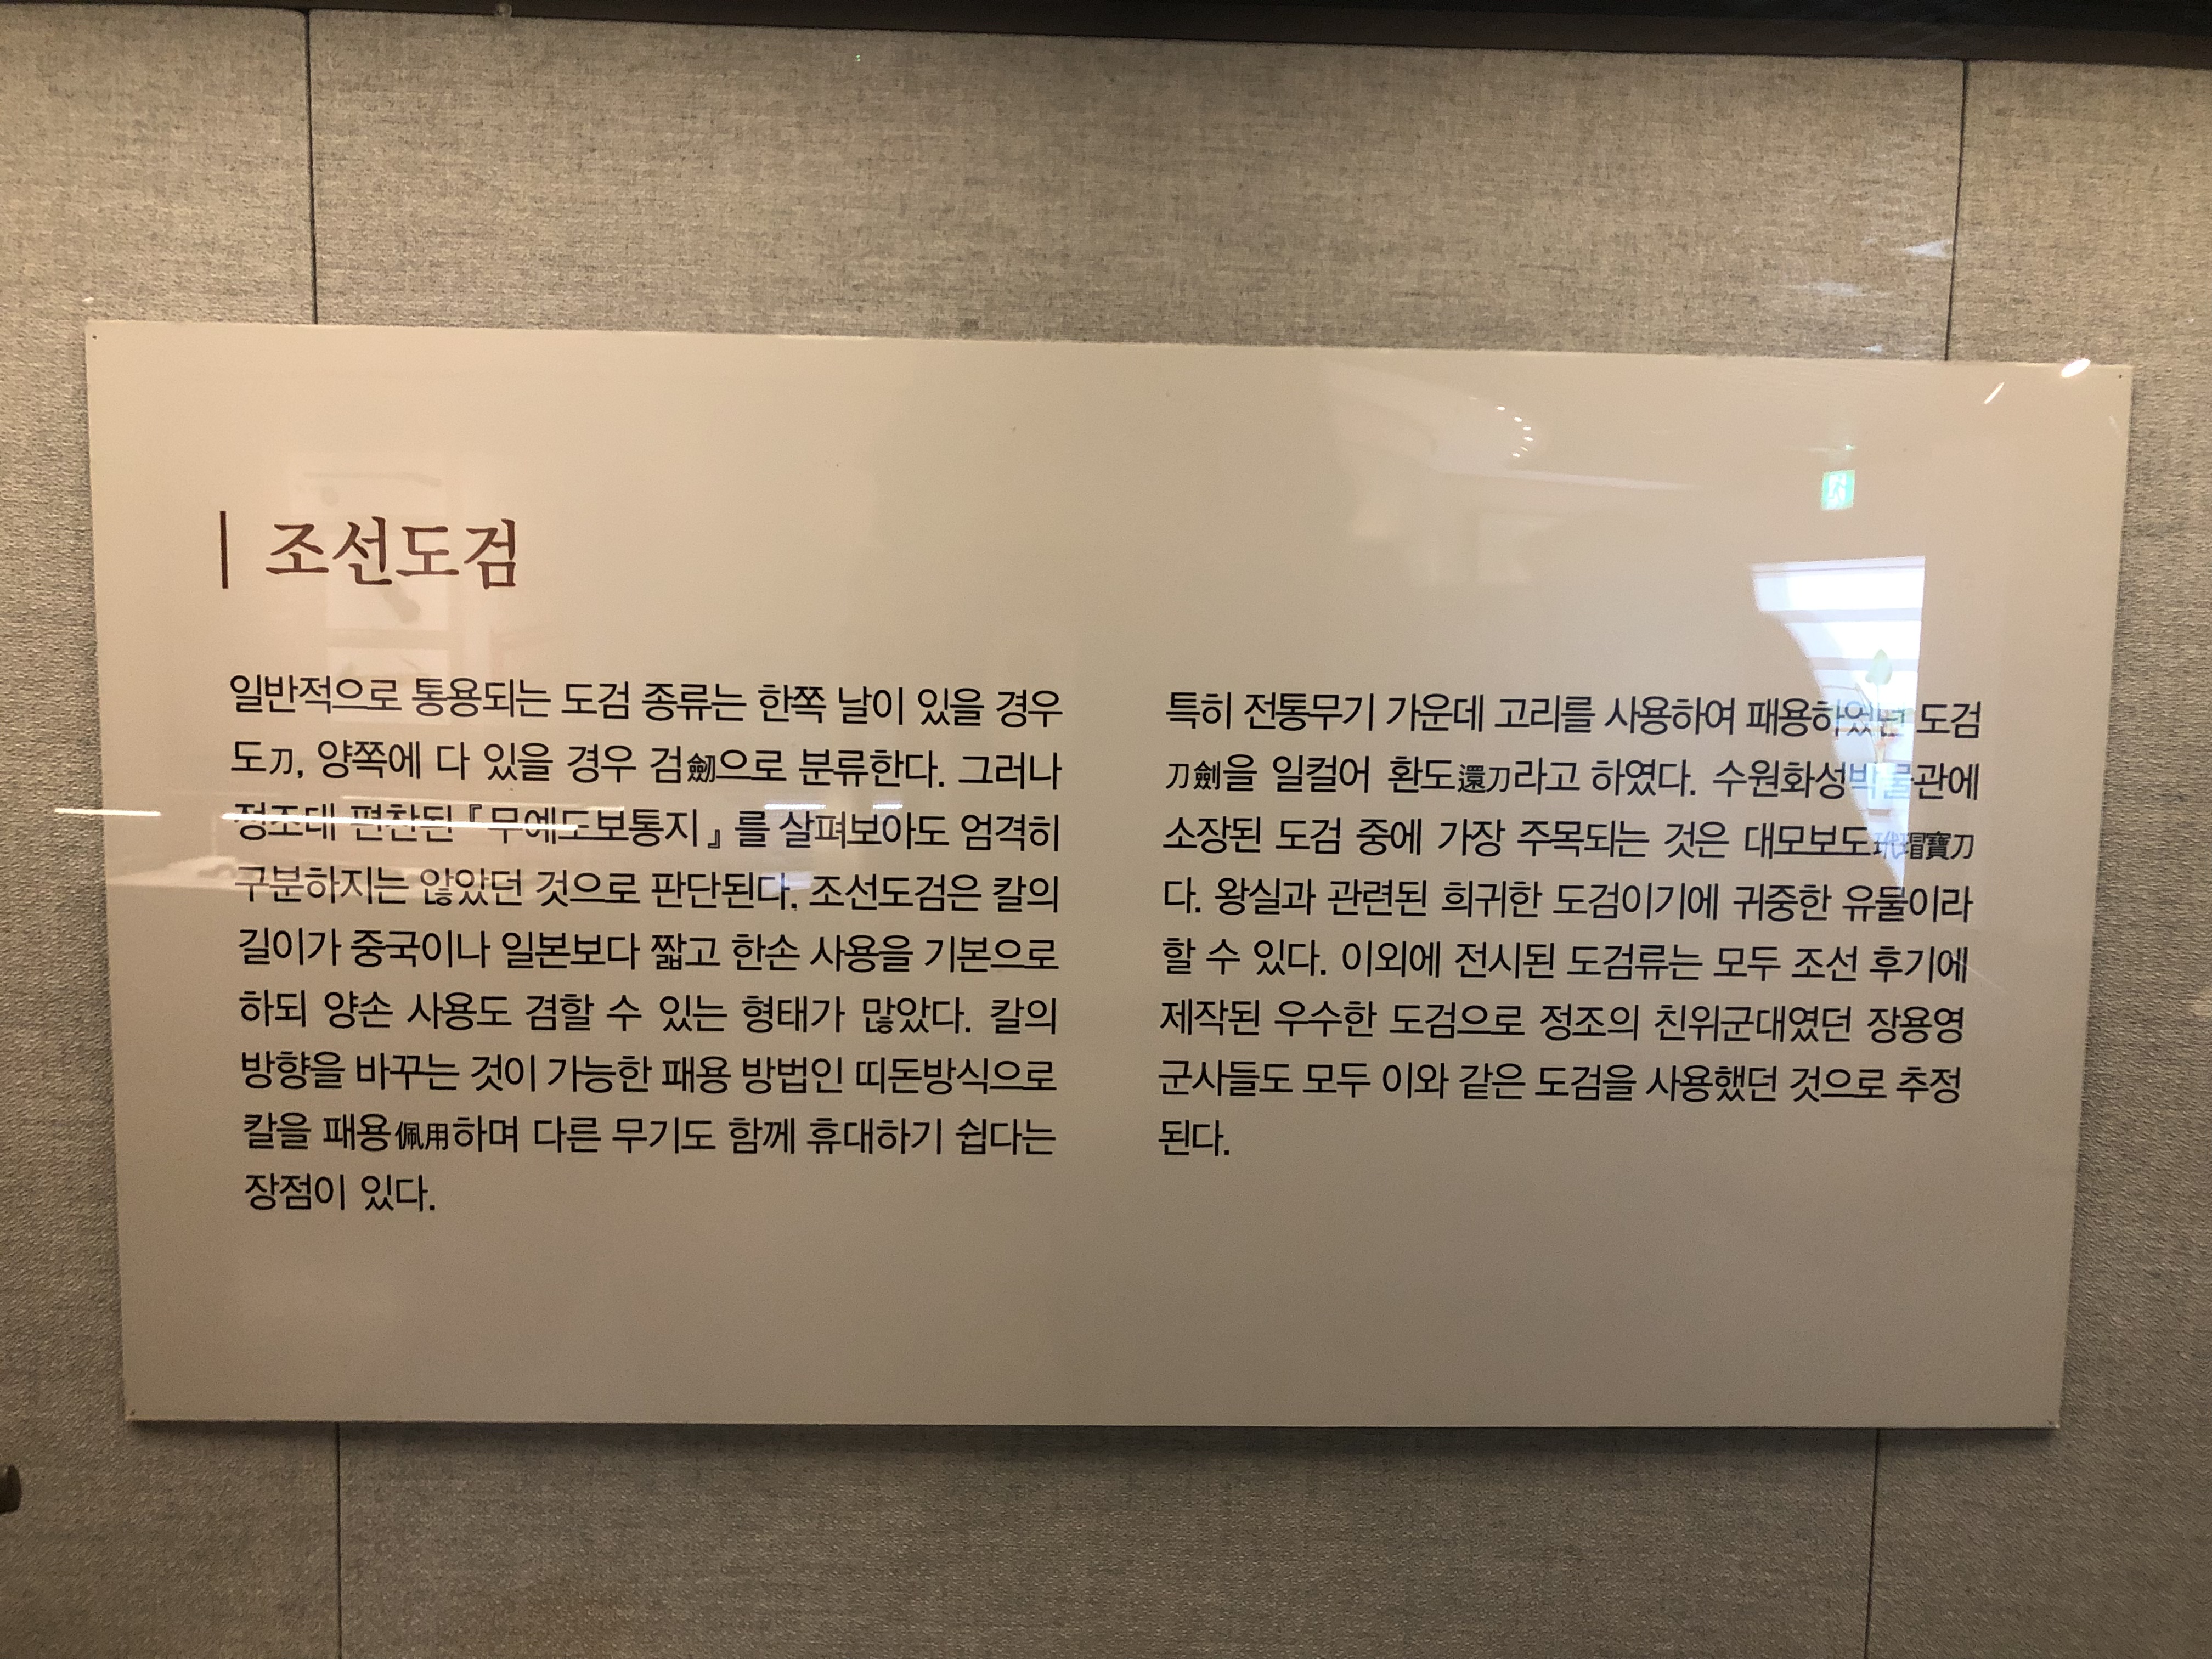 조선도검
일반적으로 통용되는 도검 종류는 한쪽 날이 있을 경우
도刀, 양쪽에 다 있을 경우 검劒으로 분류한다. 그러나
정조대 편찬된 『무예도보통지』를 살펴보아도 엄격히
구분하지는 않았던 것으로 판단된다. 조선도검은 칼의
길이가 중국이나 일본보다 짧고 한손 사용을 기본으로
하되 양손 사용도 겸할 수 있는 형태가 많았다. 칼의
방향을 바꾸는 것이 가능한 패용 방법인 띠돈방식으로
칼을 패용佩用하며 다른 무기도 함께 휴대하기 쉽다는
장점이 있다.
특히 전통무기 가운데 고리를 사용하여 패용하였던 도검
刀劍을 일컬어 환도還刀라고 하였다. 수원화성박물관에
소장된 도검 중에 가장 주목되는 것은 대모보도玳瑁寶刀
다. 왕실과 관련된 희귀한 도검이기에 귀중한 유물이라
할 수 있다. 이외에 전시된 도검류는 모두 조선 후기에
제작된 우수한 도검으로 정조의 친위군대였던 장용영
군사들도 모두 이와 같은 도검을 사용했던 것으로 추정
된다.